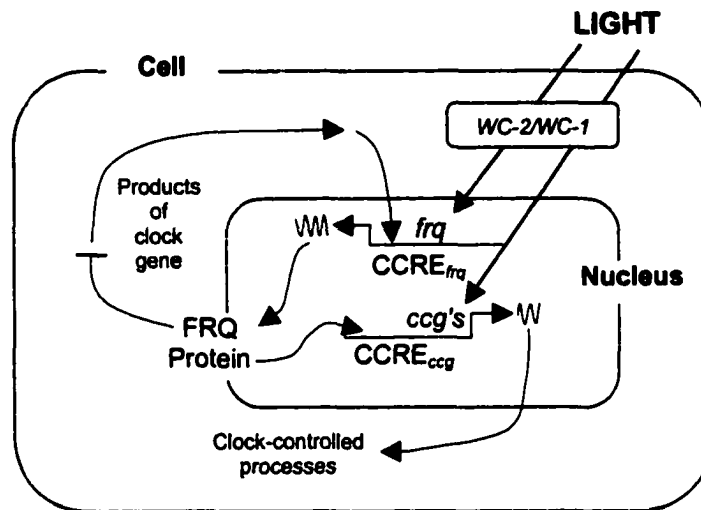 LIGHT
Cell
WC-2/WC-1
Products
of
clock
gene
frq
CCREfrq
Nucleus
FRQ
Protein
ccg's
CCREccg
Clock-controlled
processes